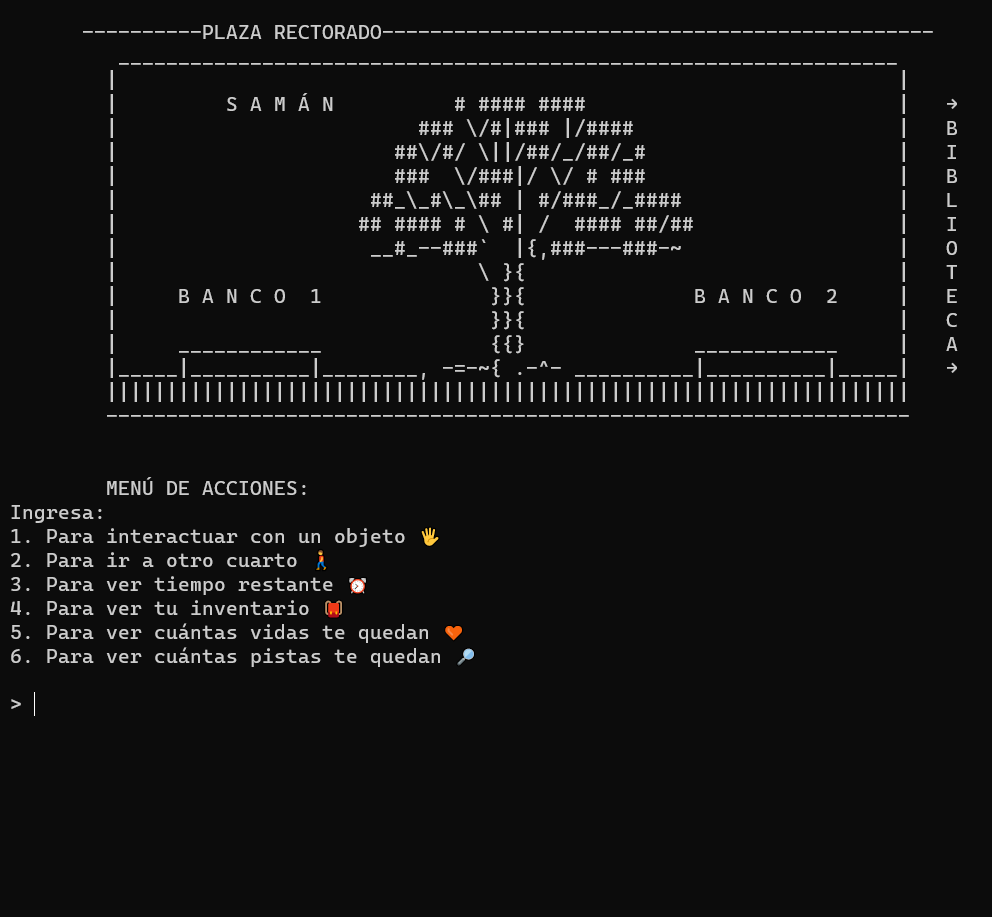 ----------PLAZA RECTORADO----------------------------------------------
S A M Á N
B A N C O  1
B A N C O  2
→
B
I
B
L
I
O
T
E
C
A
→
MENÚ DE ACCIONES:
Ingresa:
1. Para interactuar con un objeto 🖐
2. Para ir a otro cuarto 🚶
3. Para ver tiempo restante ⏰
4. Para ver tu inventario 🎒
5. Para ver cuántas vidas te quedan 🧡
6. Para ver cuántas pistas te quedan 🔎
>